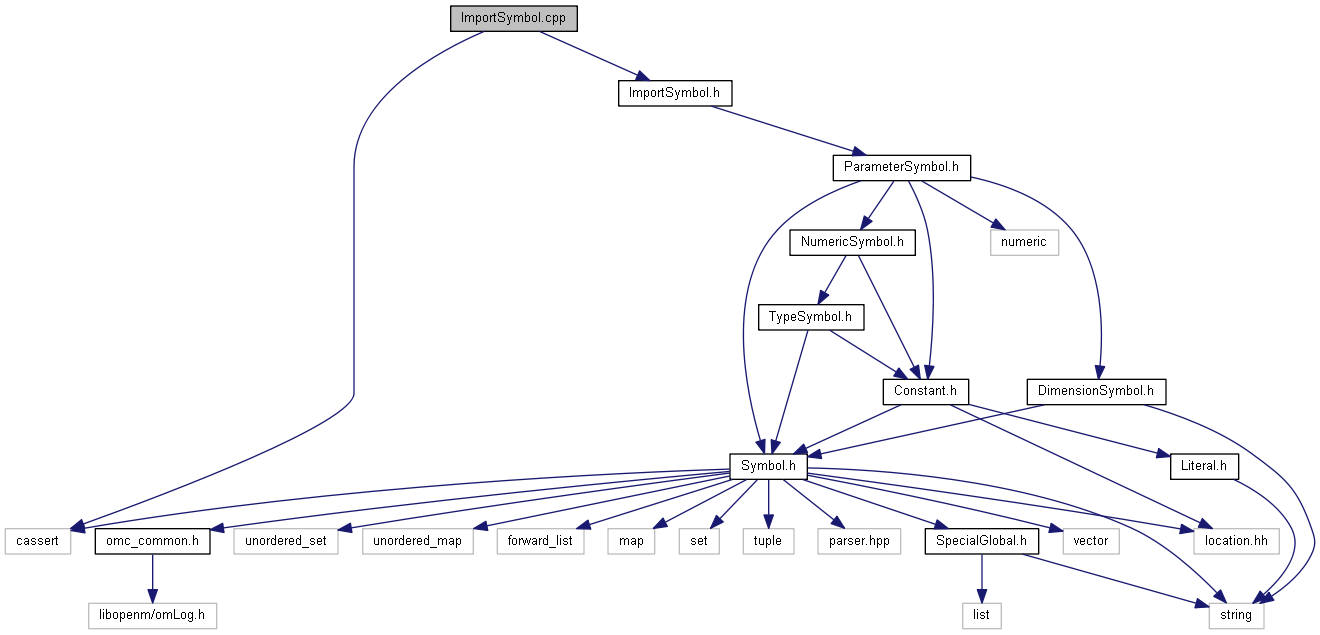 ImportSymbol.cpp
ImportSymbol.h
ParameterSymbol.h
NumericSymbol.h
numeric
TypeSymbol.h
Constant.h
DimensionSymbol.h
Symbol.h
Literal.h
cassert
omc_common.h
unordered_set
unordered_map
forward_list
map
set
tuple
parser.hpp
SpecialGlobal.h
vector
location.hh
libopenm/omLog.h
list
string